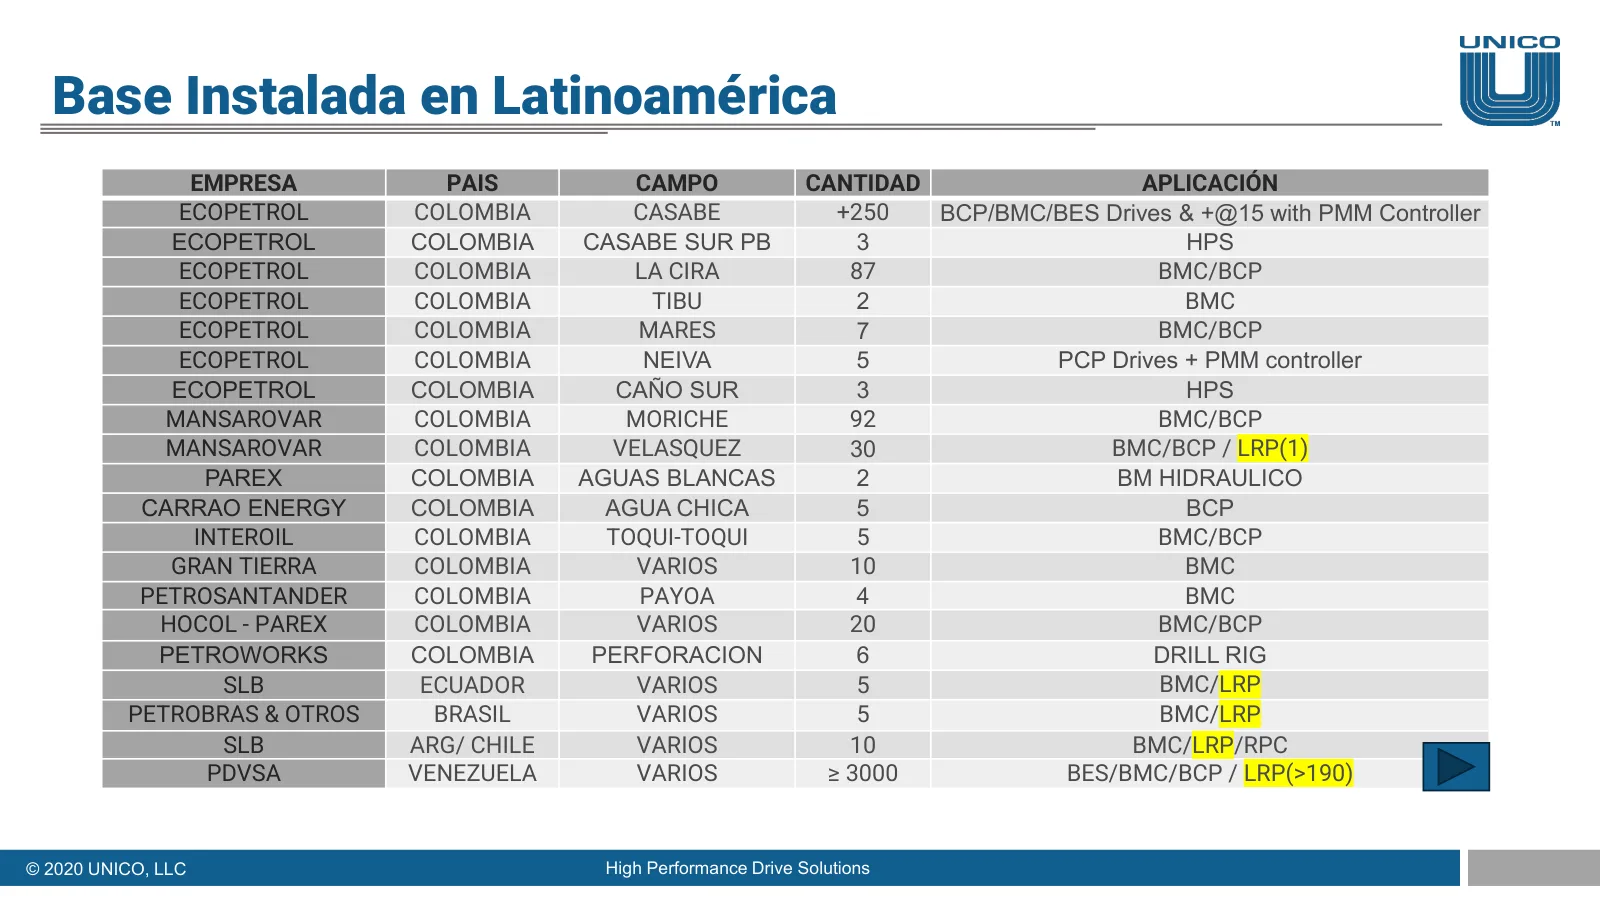 UNICO
TM
Base Instalada en Latinoamérica
EMPRESA PAIS CAMPO CANTIDAD APLICACIÓN
ECOPETROL COLOMBIA CASABE +250 BCP/BMC/BES Drives & +@15 with PMM Controller
ECOPETROL COLOMBIA CASABE SUR PB 3 HPS
ECOPETROL COLOMBIA LA CIRA 87 BMC/BCP
ECOPETROL COLOMBIA TIBU 2 BMC
ECOPETROL COLOMBIA MARES 7 BMC/BCP
ECOPETROL COLOMBIA NEIVA 5 PCP Drives + PMM controller
ECOPETROL COLOMBIA CAÑO SUR 3 HPS
MANSAROVAR COLOMBIA MORICHE 92 BMC/BCP
MANSAROVAR COLOMBIA VELASQUEZ 30 BMC/BCP / LRP(1)
PAREX COLOMBIA AGUAS BLANCAS 2 BM HIDRAULICO
CARRAO ENERGY COLOMBIA AGUA CHICA 5 BCP
INTEROIL COLOMBIA TOQUI-TOQUI 5 BMC/BCP
GRAN TIERRA COLOMBIA VARIOS 10 BMC
PETROSANTANDER COLOMBIA PAYOA 4 BMC
HOCOL - PAREX COLOMBIA VARIOS 20 BMC/BCP
PETROWORKS COLOMBIA PERFORACION 6 DRILL RIG
SLB ECUADOR VARIOS 5 BMC/LRP
PETROBRAS & OTROS BRASIL VARIOS 5 BMC/LRP
SLB ARG/ CHILE VARIOS 10 BMC/LRP/RPC
PDVSA VENEZUELA VARIOS ≥ 3000 BES/BMC/BCP / LRP(>190)
© 2020 UNICO, LLC
High Performance Drive Solutions